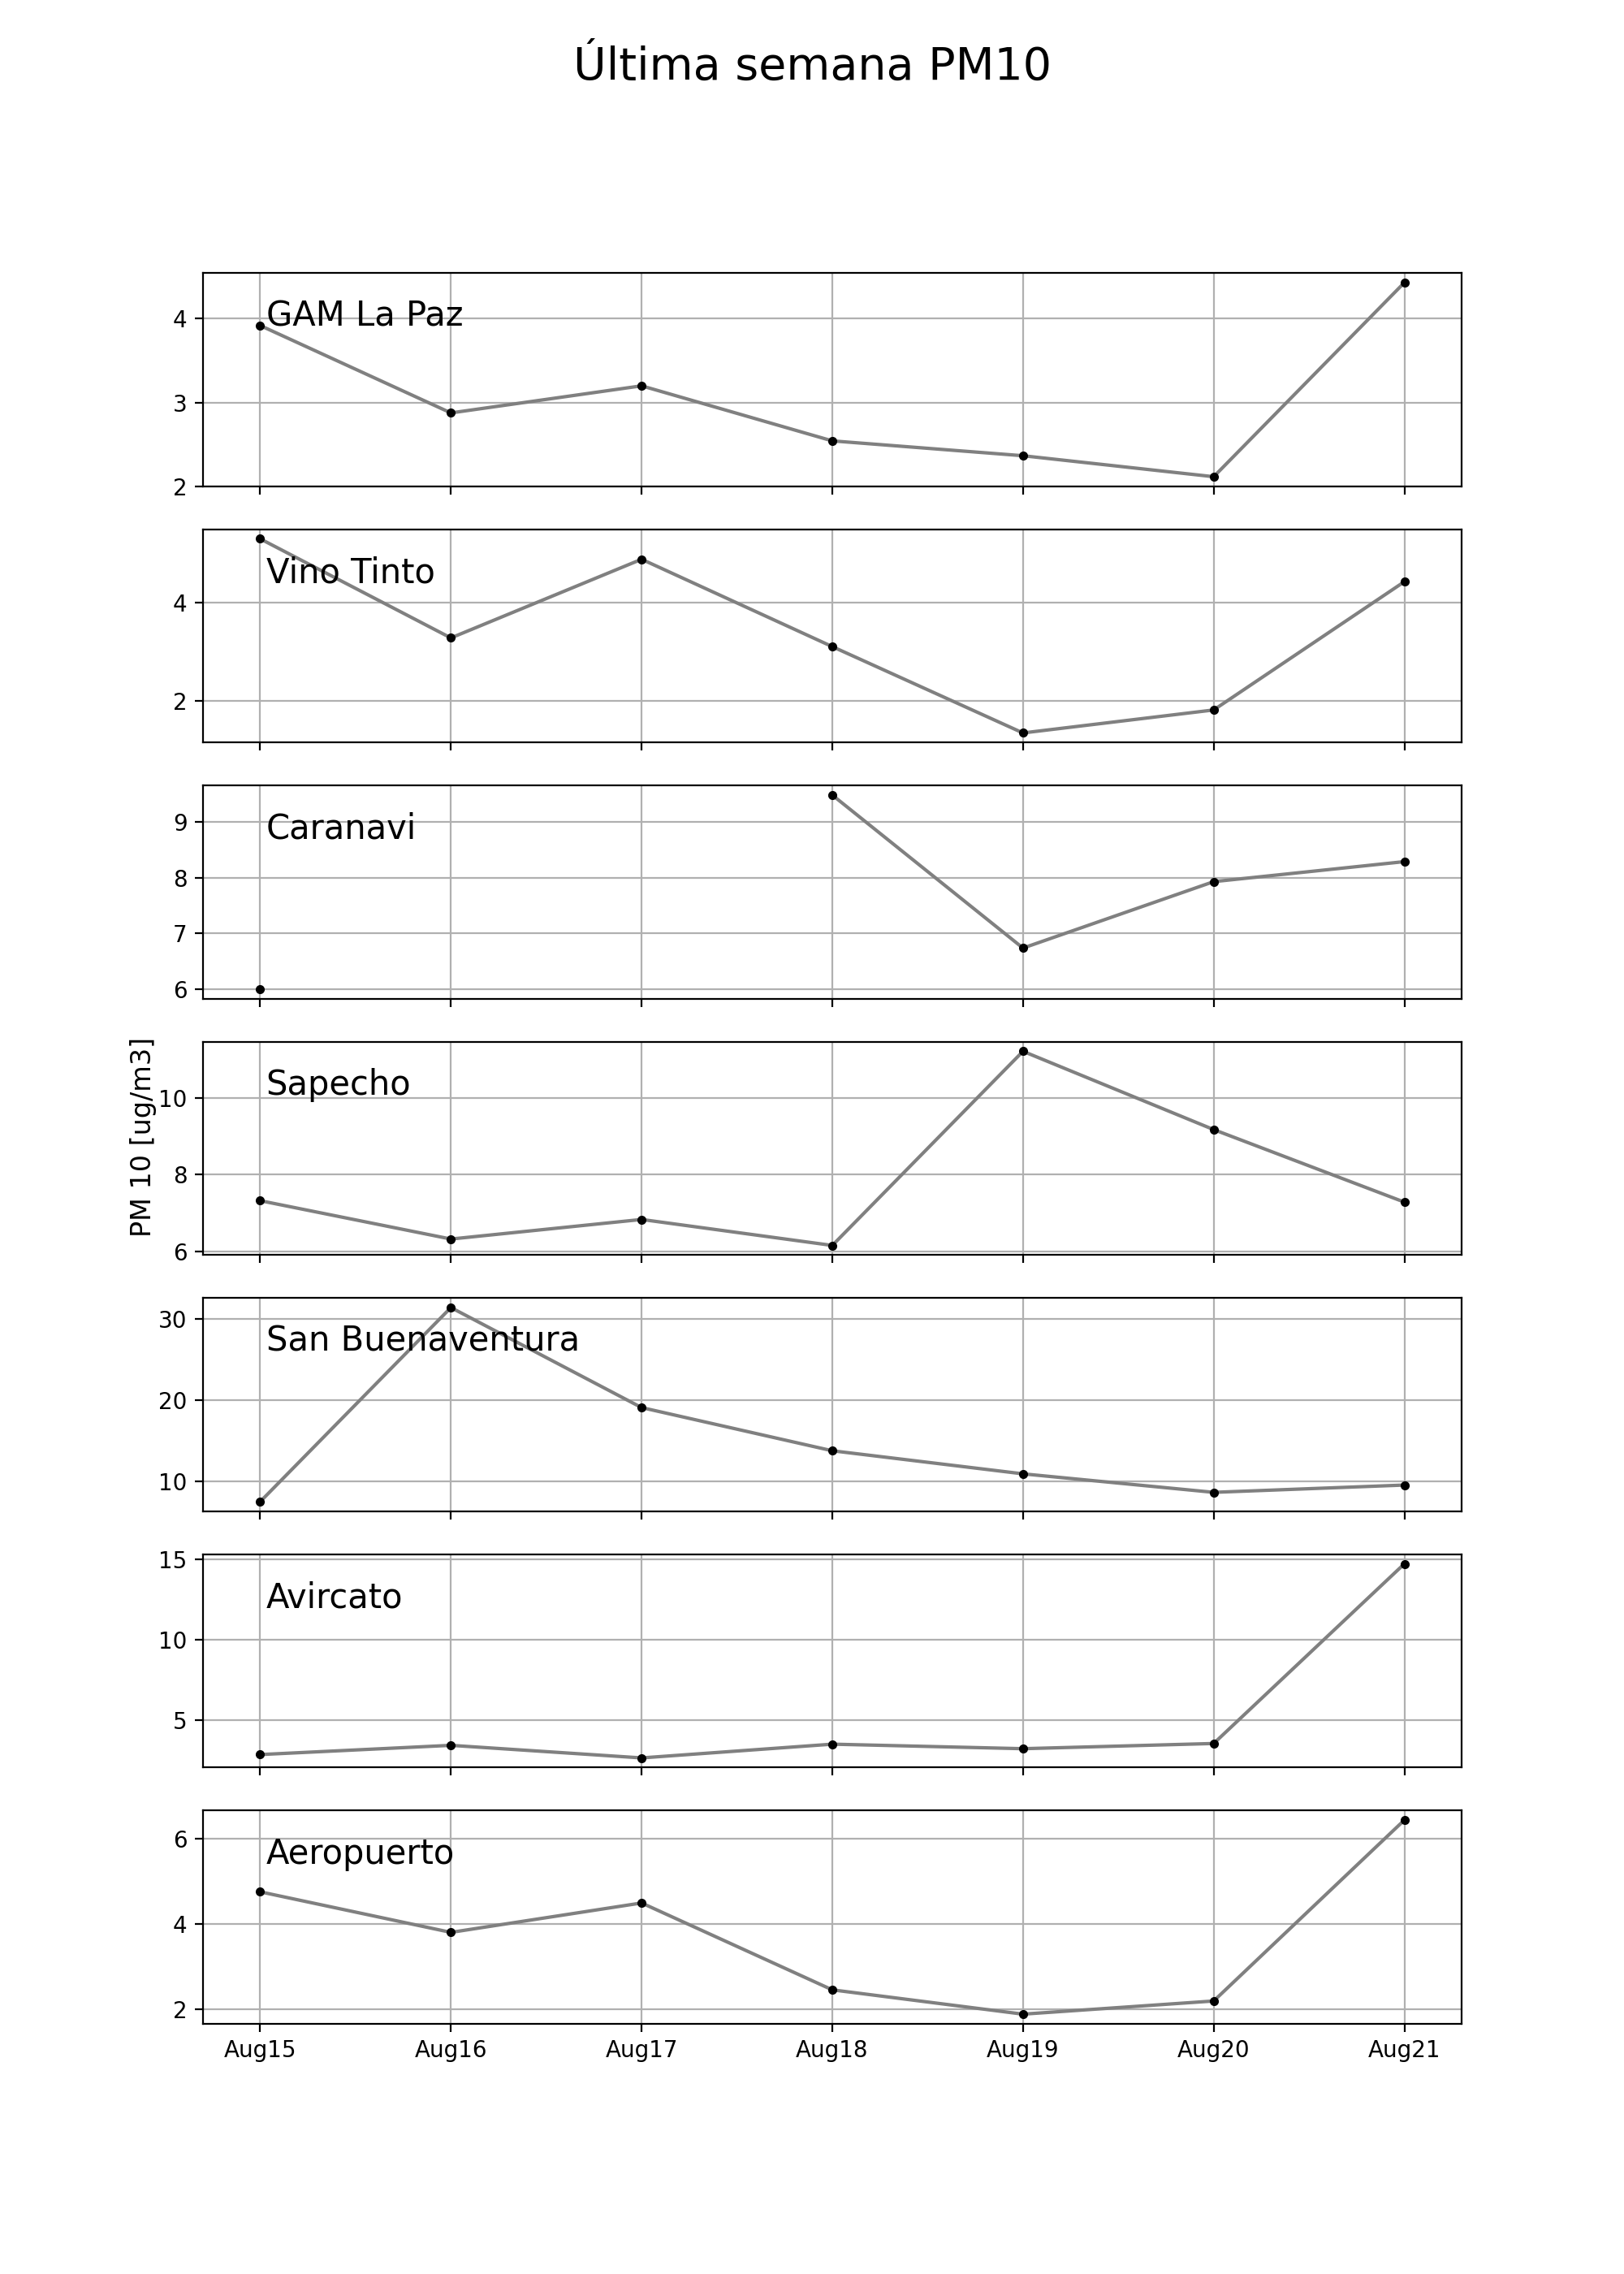 Última semana PM10
GAM La Paz
4
3
2
Vino Tinto
4
2
Caranavi
9
8
7
6
PM 10 [ug/m3]
Sapecho
10
8
6
San Buenaventura
30
20
10
Avircato
15
10
5
Aeropuerto
6
4
2
Aug15 Aug16 Aug17 Aug18 Aug19 Aug20 Aug21